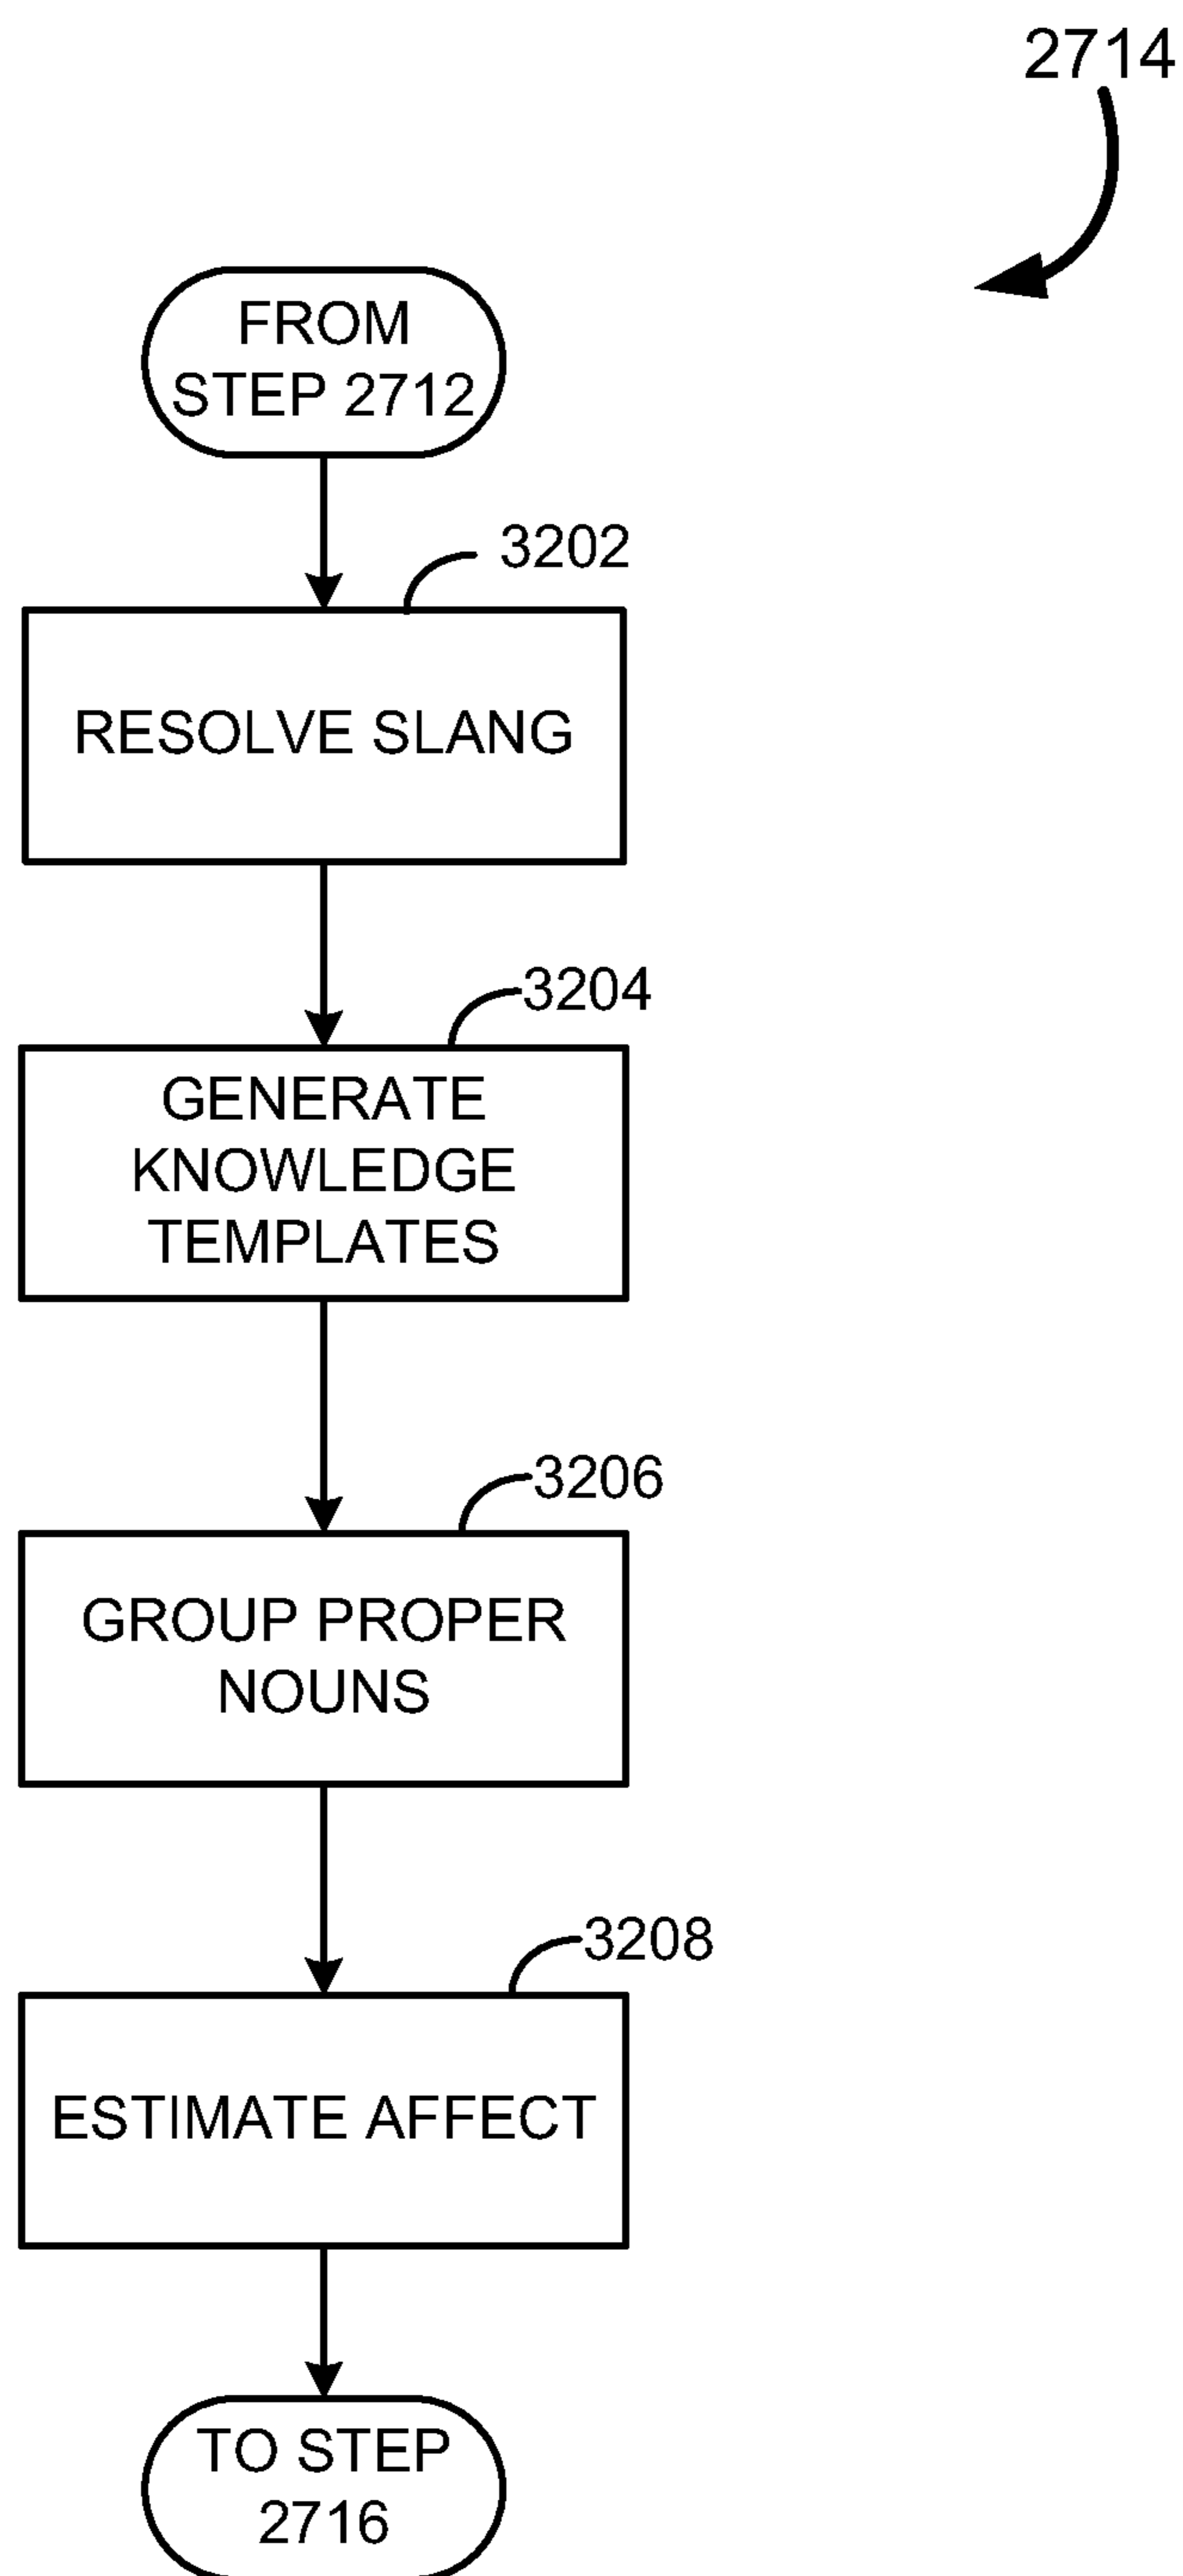 2714
FROM
STEP 2712
3202
RESOLVE SLANG
3204
GENERATE
KNOWLEDGE
TEMPLATES
3206
GROUP PROPER
NOUNS
3208
ESTIMATE AFFECT
TO STEP
2716